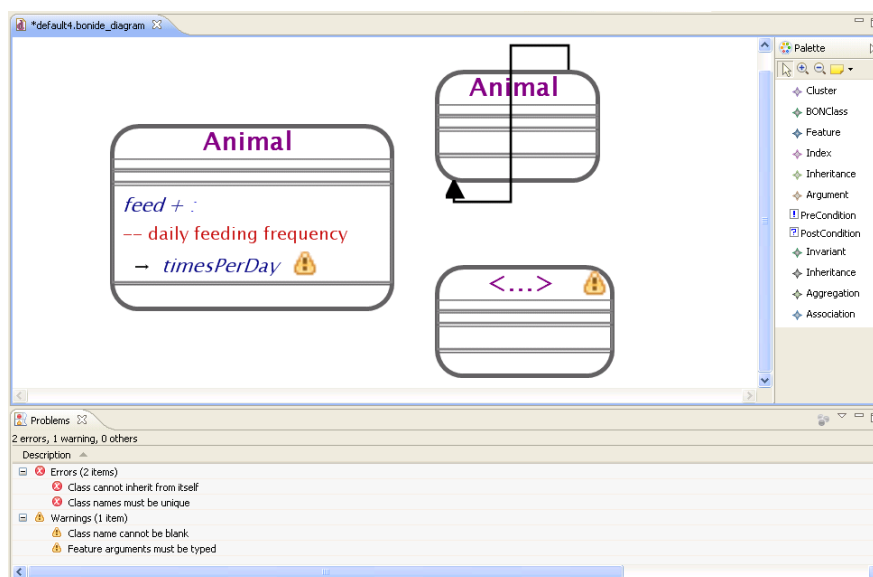 *default4.bonide_diagram
Animal
feed + :
-- daily feeding frequency
→ timesPerDay
Animal
<...>
Palette
Cluster
BONClass
Feature
Index
Inheritance
Argument
PreCondition
PostCondition
Invariant
Inheritance
Aggregation
Association
Problems
2 errors, 1 warning, 0 others
Description
Errors (2 items)
Class cannot inherit from itself
Class names must be unique
Warnings (1 item)
Class name cannot be blank
Feature arguments must be typed